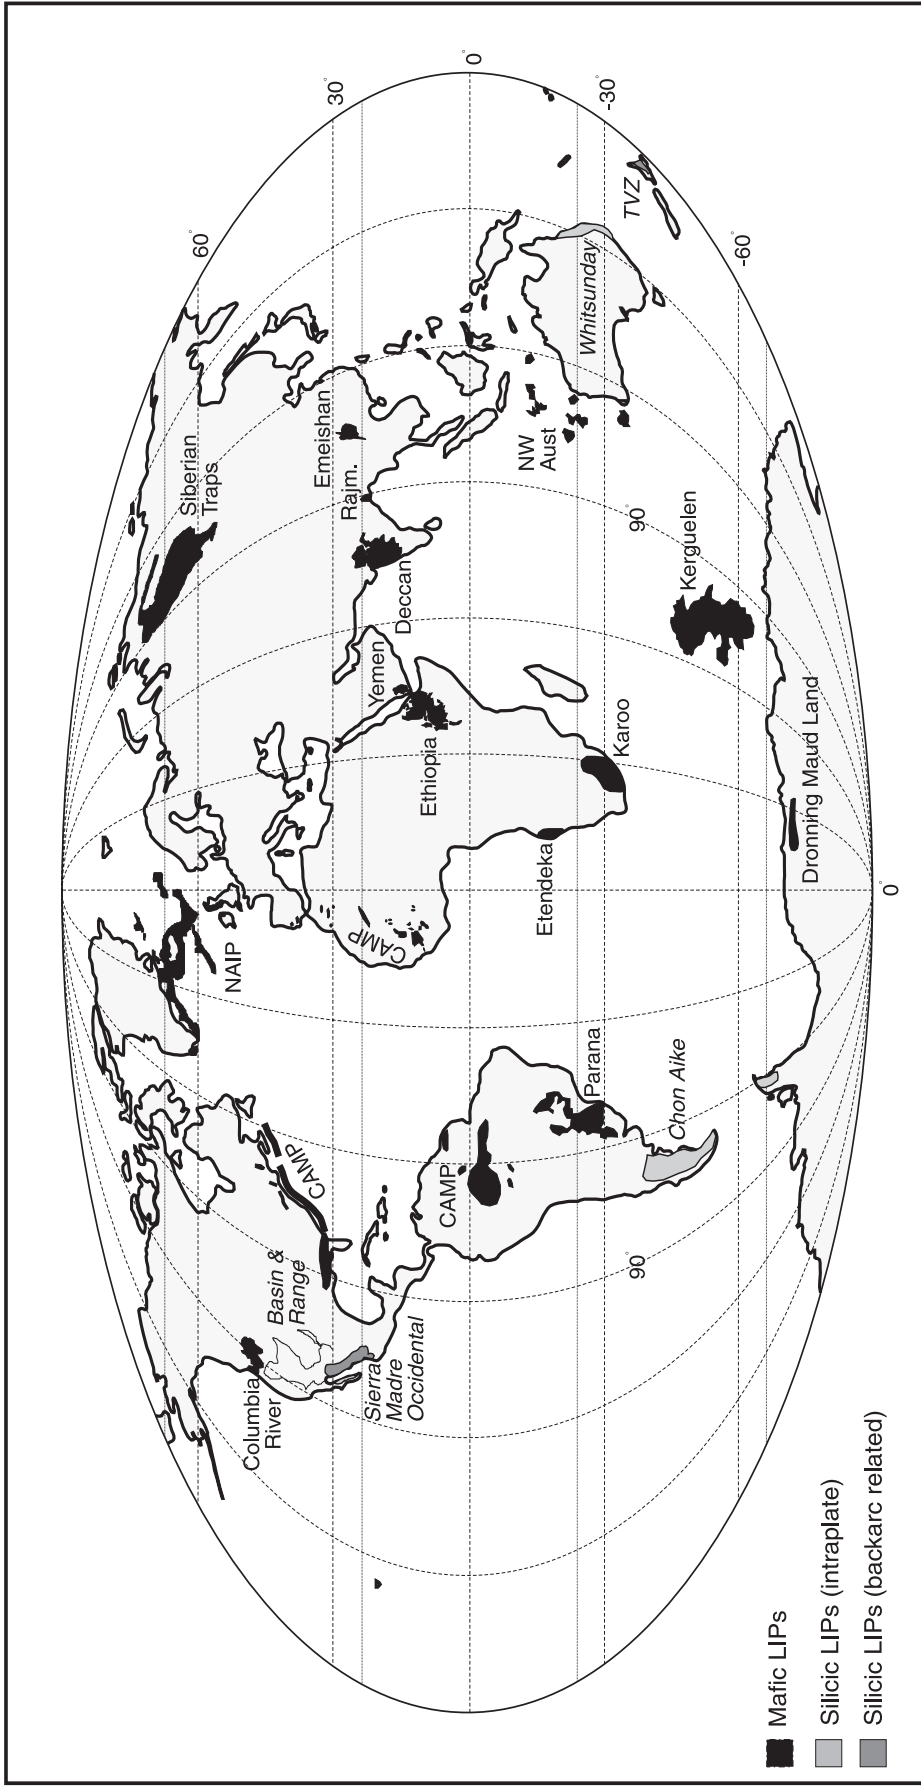 60°
30°
0°
-30°
-60°
90°
90°
0°
Siberian
Traps
Emeishan
Rajm.
Deccan
Yemen
Ethiopia
Karoo
Etendeka
CAMP
NAIP
NW
Aust
Whitsunday
TVZ
Kerguelen
Dronning Maud Land
Columbia
River
Basin &
Range
Sierra
Madre
Occidental
CAMP
CAMP
Parana
Chon Aike
Mafic LIPs
Silicic LIPs (intraplate)
Silicic LIPs (backarc related)